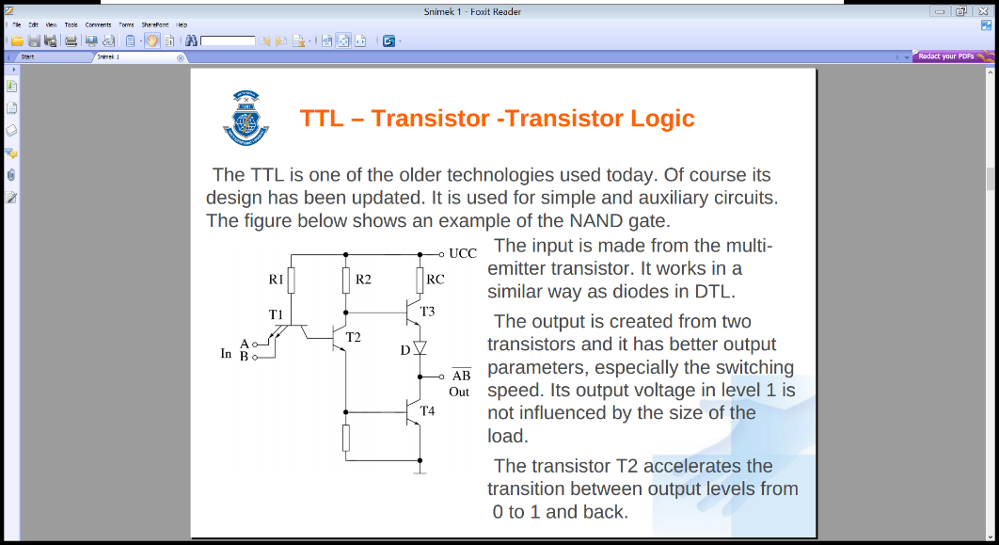 Snímek 1 - Foxit Reader
File Edit View Tools Comments Forms SharePoint Help
Start
Snímek 1
Redact your PDFs
TTL – Transistor -Transistor Logic
The TTL is one of the older technologies used today. Of course its
design has been updated. It is used for simple and auxiliary circuits.
The figure below shows an example of the NAND gate.
UCC
R1
R2
RC
T1
T3
T2
A
In B
D
AB
Out
T4
The input is made from the multi-
emitter transistor. It works in a
similar way as diodes in DTL.
The output is created from two
transistors and it has better output
parameters, especially the switching
speed. Its output voltage in level 1 is
not influenced by the size of the
load.
The transistor T2 accelerates the
transition between output levels from
0 to 1 and back.